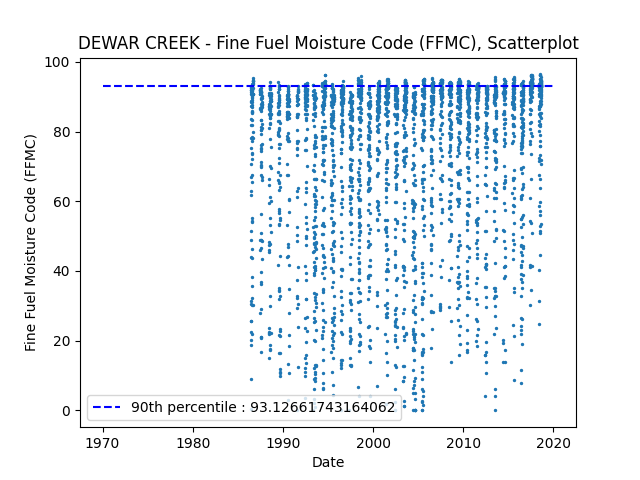 DEWAR CREEK - Fine Fuel Moisture Code (FFMC), Scatterplot
100
80
60
40
20
0
Fine Fuel Moisture Code (FFMC)
90th percentile : 93.12661743164062
1970 1980 1990 2000 2010 2020
Date